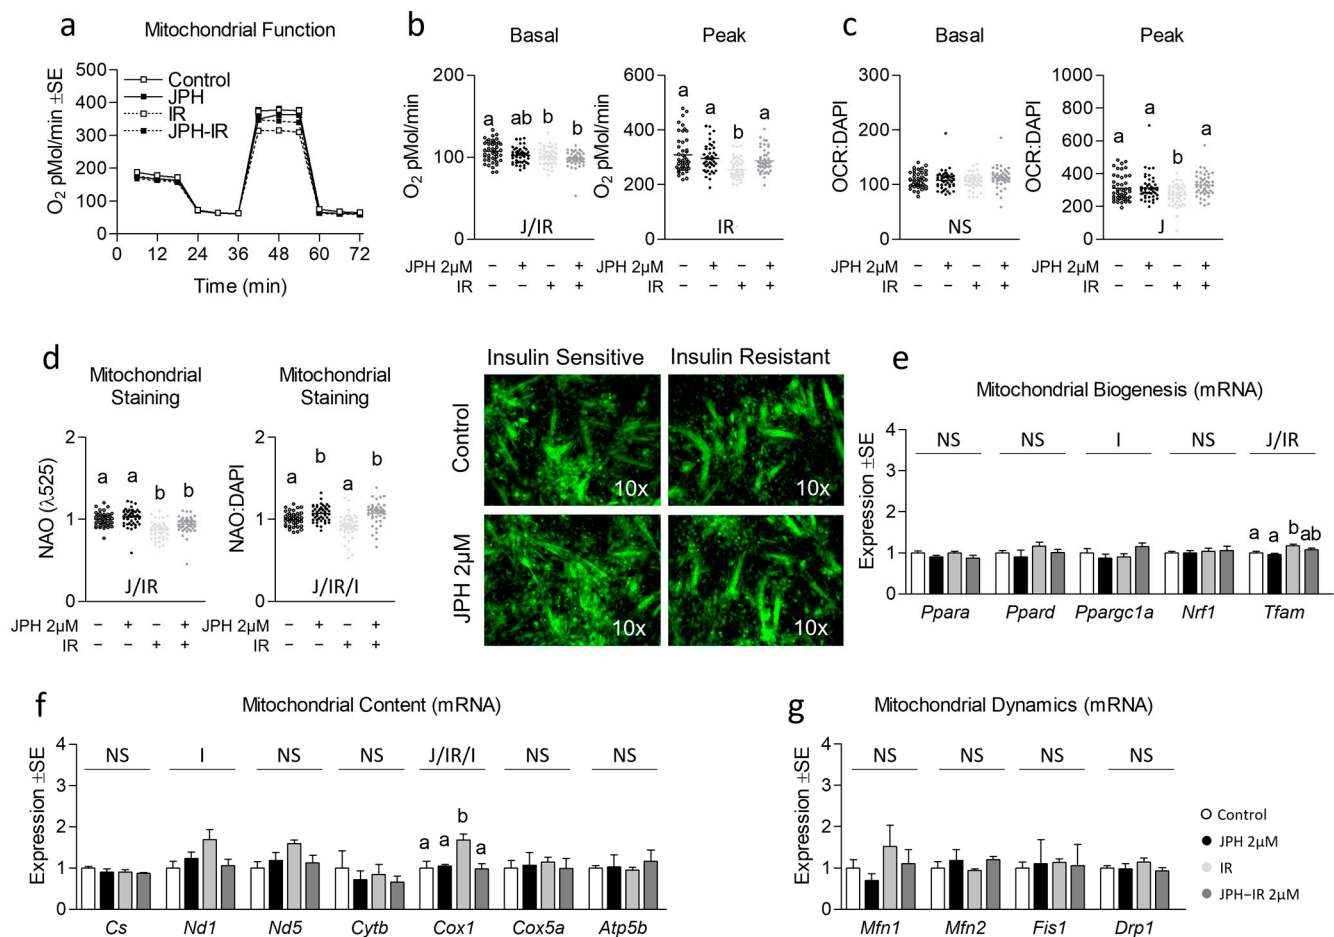 a
Mitochondrial Function
O2 pMol/min ±SE
500
400
300
200
100
0
Control
JPH
IR
JPH-IR
0 12 24 36 48 60 72
Time (min)
b
Basal
O2 pMol/min
200
100
0
a ab b b
J/IR
JPH 2µM − + − +
IR − − + +
Peak
O2 pMol/min
600
400
200
0
a a b a
IR
JPH 2µM − + − +
IR − − + +
c
Basal
OCR:DAPI
300
200
100
0
NS
JPH 2µM − + − +
IR − − + +
Peak
OCR:DAPI
1000
800
600
400
200
0
a a b a
J
− + − +
− − + +
d
Mitochondrial
Staining
NAO (λ525)
2
1
0
a a b b
J/IR
JPH 2µM − + − +
IR − − + +
Mitochondrial
Staining
NAO:DAPI
2
1
0
a b a b
J/IR/I
JPH 2µM − + − +
IR − − + +
Insulin Sensitive Insulin Resistant
Control
10x 10x
JPH 2µM
10x 10x
e
Mitochondrial Biogenesis (mRNA)
Expression ±SE
4
3
2
1
0
NS NS I NS J/IR
a a b ab
Ppara Ppard Ppargc1a Nrf1 Tfam
f
Mitochondrial Content (mRNA)
Expression ±SE
4
3
2
1
0
NS I NS NS J/IR/I NS NS
a a b a
Cs Nd1 Nd5 Cytb Cox1 Cox5a Atp5b
g
Mitochondrial Dynamics (mRNA)
Expression ±SE
4
3
2
1
0
NS NS NS NS
Mfn1 Mfn2 Fis1 Drp1
Control
JPH 2µM
IR
JPH−IR 2µM